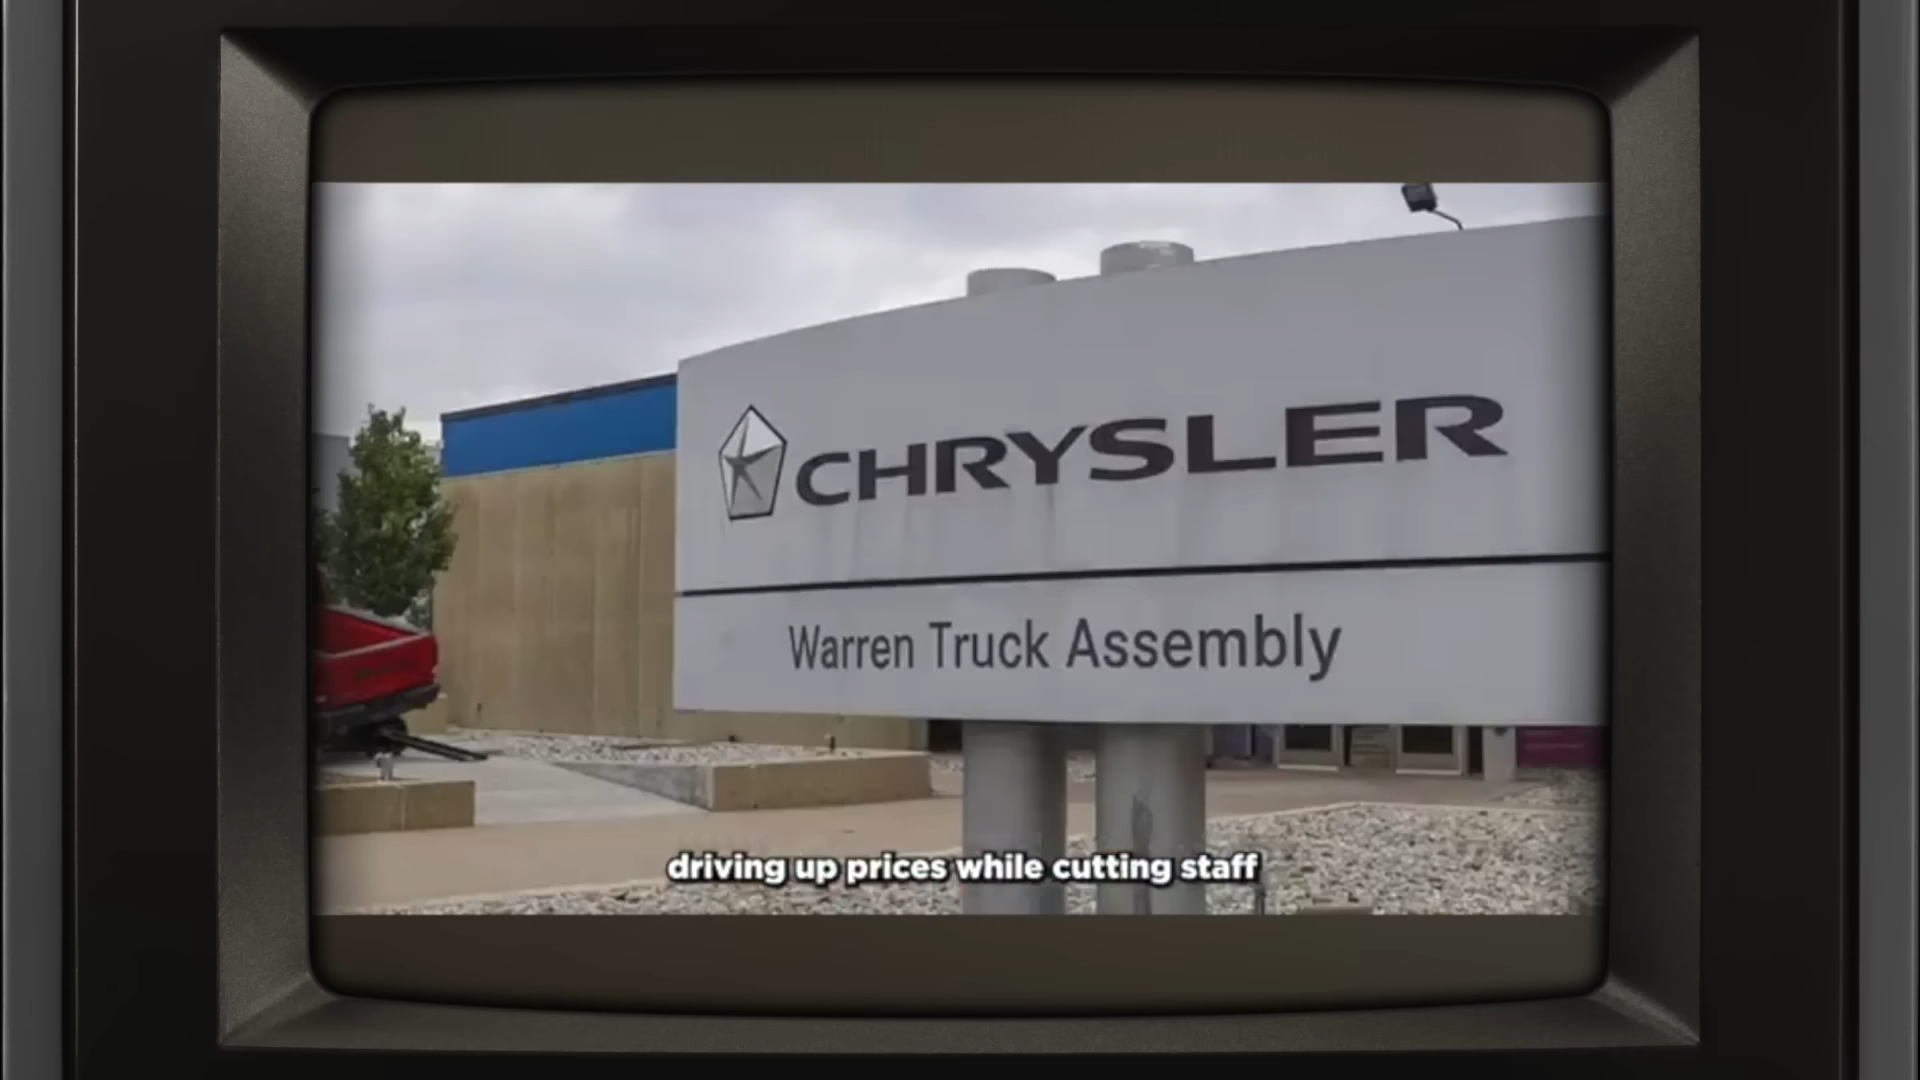 CHRYSLER
Warren Truck Assembly
driving up prices while cutting staff